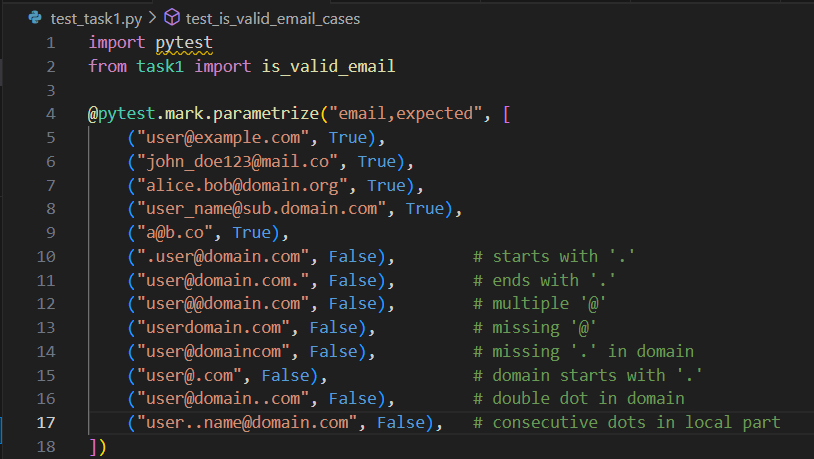 test_task1.py > test_is_valid_email_cases
1 import pytest
2 from task1 import is_valid_email
3
4 @pytest.mark.parametrize("email,expected", [
5     ("user@example.com", True),
6     ("john_doe123@mail.co", True),
7     ("alice.bob@domain.org", True),
8     ("user_name@sub.domain.com", True),
9     ("a@b.co", True),
10     (".user@domain.com", False),        # starts with '.'
11     ("user@domain.com.", False),        # ends with '.'
12     ("user@@domain.com", False),        # multiple '@'
13     ("userdomain.com", False),          # missing '@'
14     ("user@domaincom", False),          # missing '.' in domain
15     ("user@.com", False),               # domain starts with '.'
16     ("user@domain..com", False),        # double dot in domain
17     ("user..name@domain.com", False),   # consecutive dots in local part
18 ])